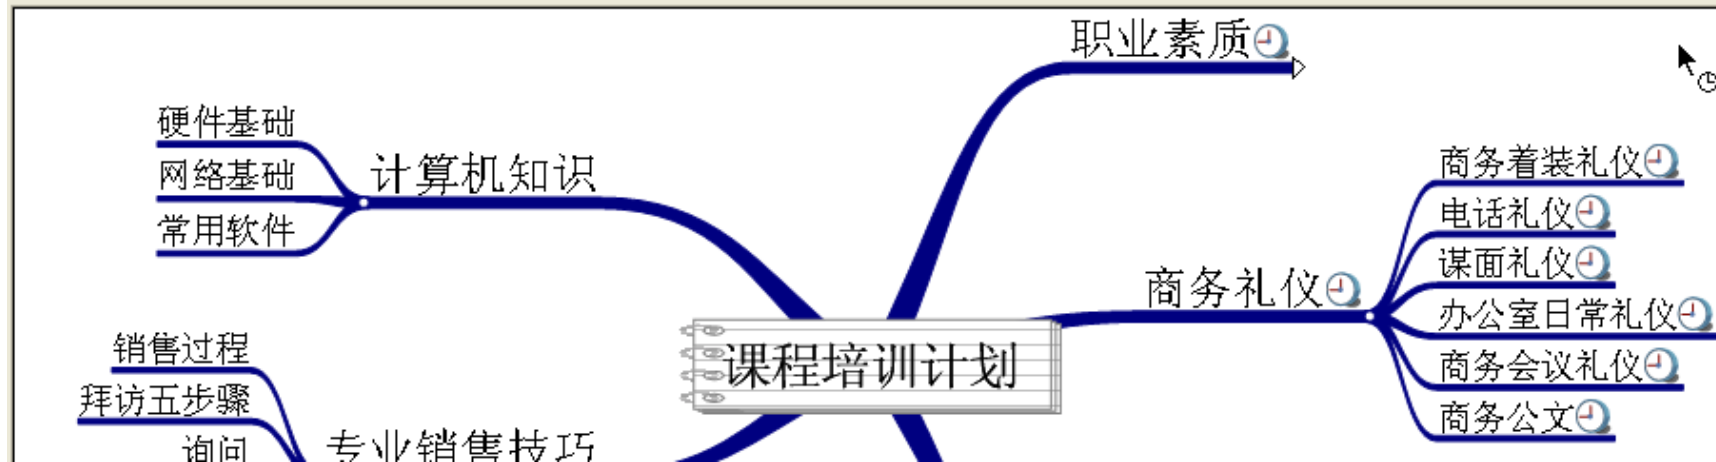 职业素质
硬件基础
网络基础
常用软件
计算机知识
商务礼仪
商务着装礼仪
电话礼仪
谋面礼仪
办公室日常礼仪
商务会议礼仪
商务公文
课程培训计划
销售过程
拜访五步骤
询问
专业销售技巧